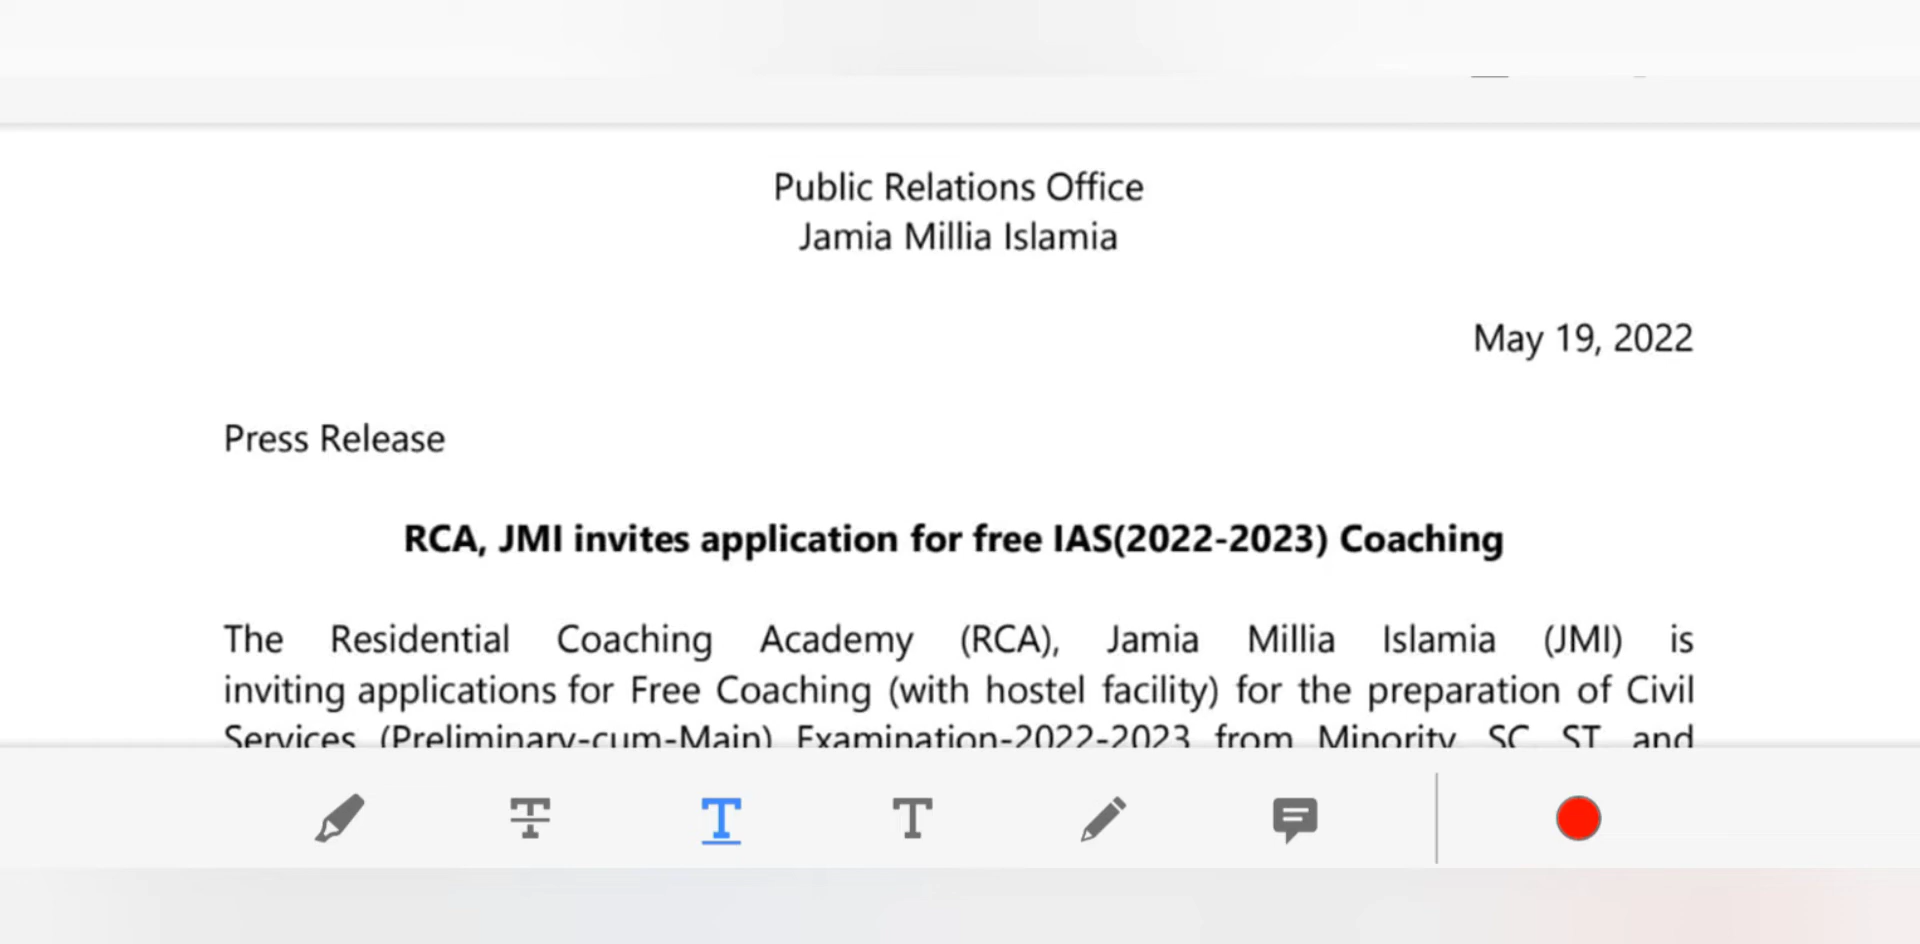 Public Relations Office
Jamia Millia Islamia
May 19, 2022
Press Release
RCA, JMI invites application for free IAS(2022-2023) Coaching
The Residential Coaching Academy (RCA), Jamia Millia Islamia (JMI) is
inviting applications for Free Coaching (with hostel facility) for the preparation of Civil
Services (Preliminary-cum-Main) Examination-2022-2023 from Minority, SC, ST, and